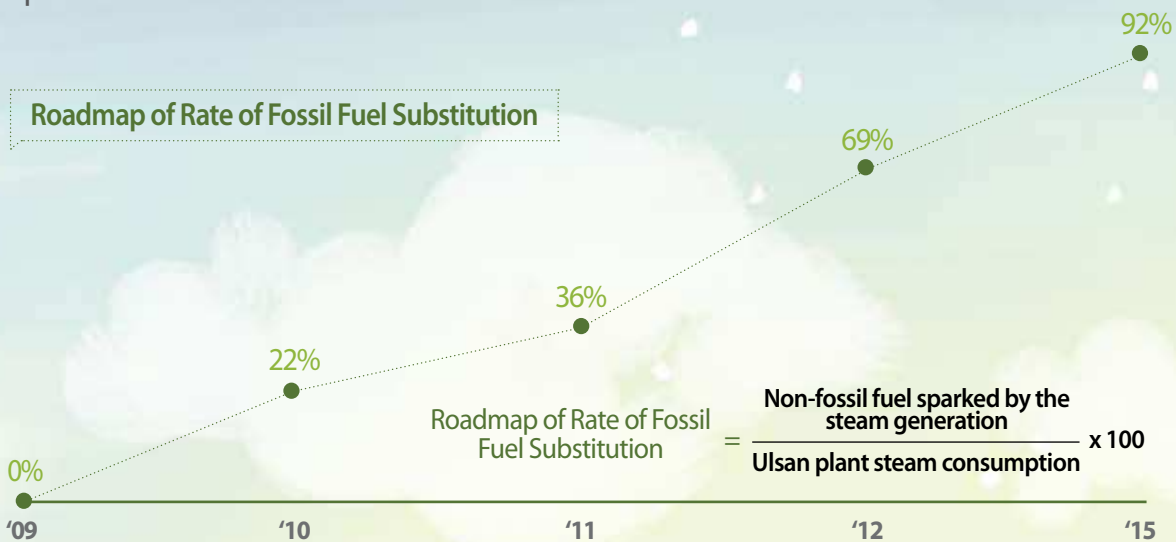 92%
Roadmap of Rate of Fossil Fuel Substitution
69%
36%
22%
0%
Roadmap of Rate of Fossil
Fuel Substitution
=
Non-fossil fuel sparked by the
steam generation
Ulsan plant steam consumption
x 100
‘09 ‘10 ‘11 ‘12 ‘15